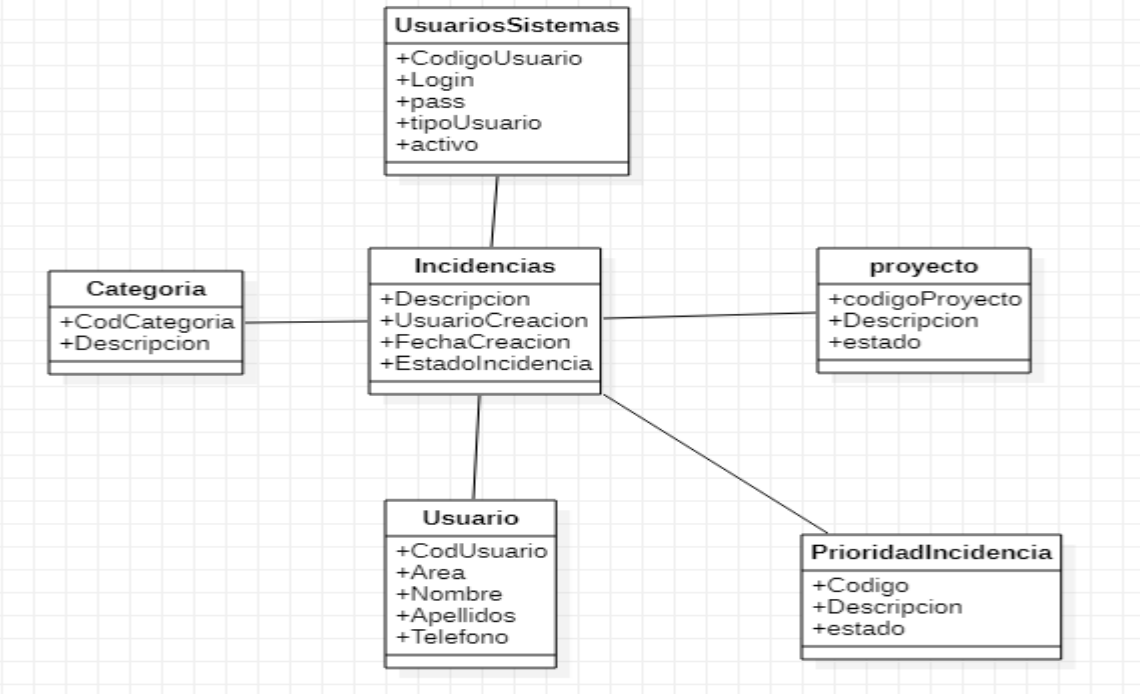 UsuariosSistemas
+CodigoUsuario
+Login
+pass
+tipoUsuario
+activo
Categoria
+CodCategoria
+Descripcion
Incidencias
+Descripcion
+UsuarioCreacion
+FechaCreacion
+EstadoIncidencia
proyecto
+codigoProyecto
+Descripcion
+estado
Usuario
+CodUsuario
+Area
+Nombre
+Apellidos
+Telefono
PrioridadIncidencia
+Codigo
+Descripcion
+estado